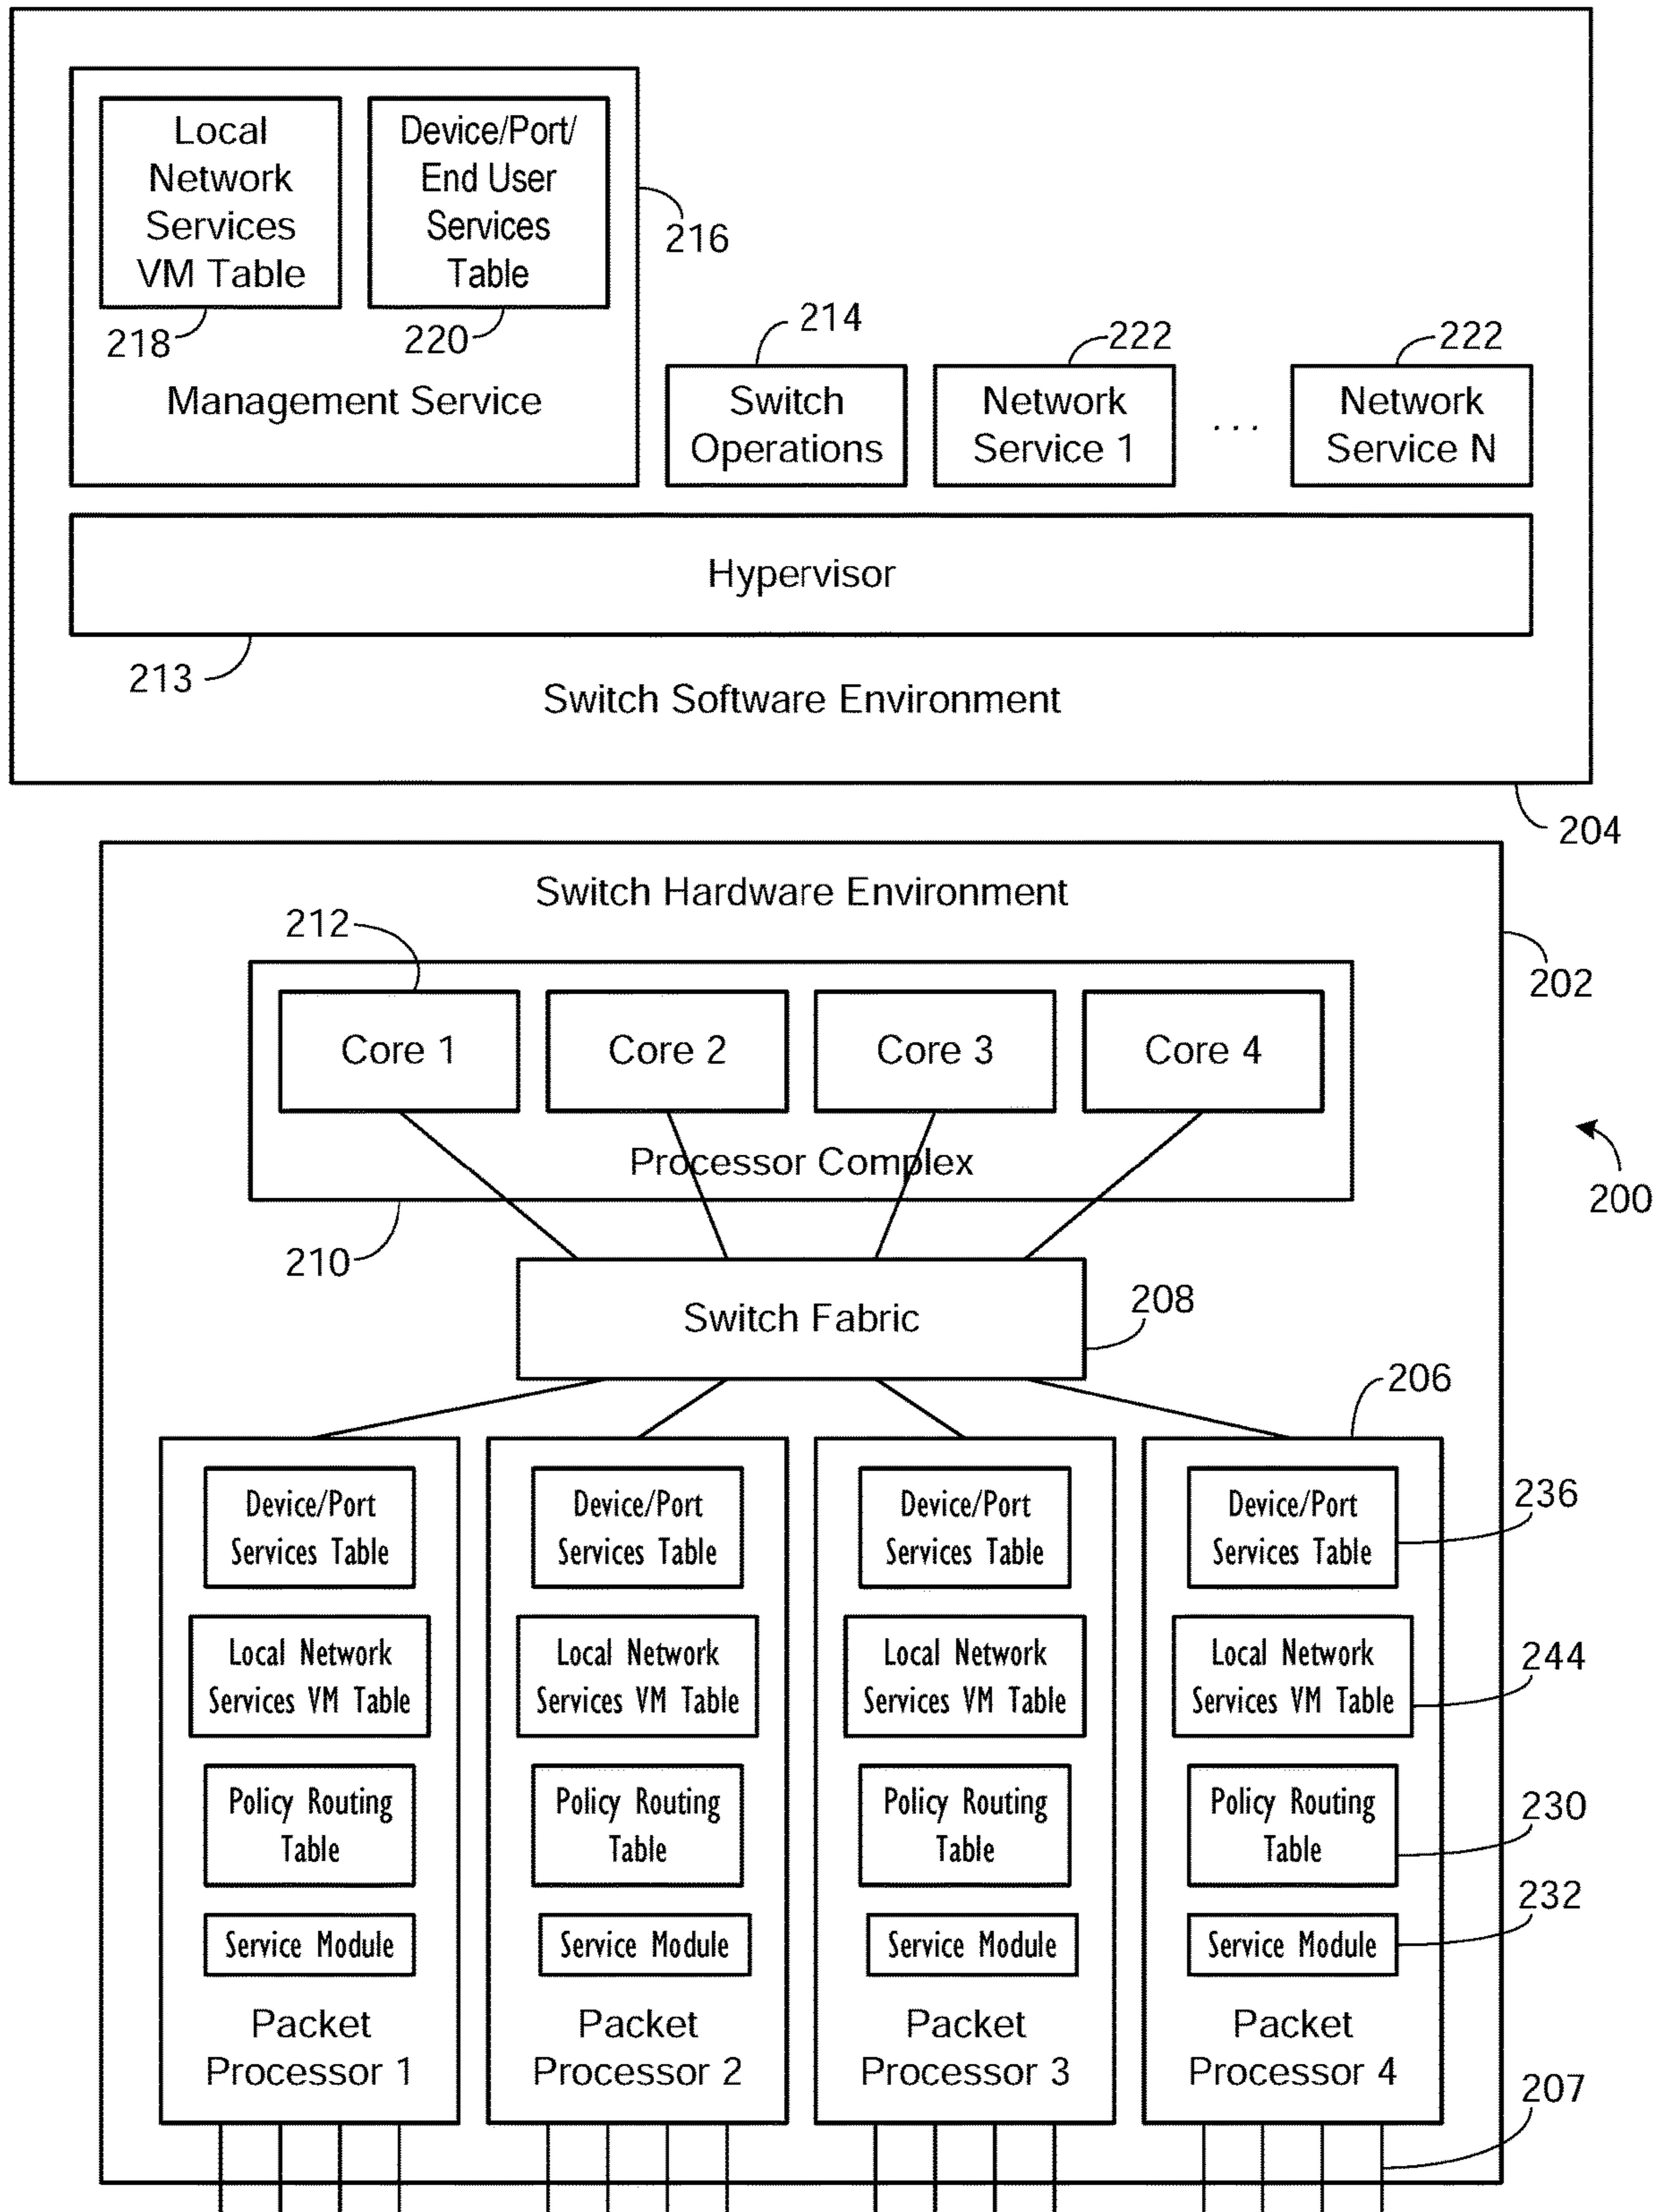 Local
Network
Services
VM Table
Device/Port/
End User
Services
Table
216
218
220
Management Service
214
222
222
Switch
Operations
Network
Service 1
...
Network
Service N
Hypervisor
213
Switch Software Environment
204
Switch Hardware Environment
212
202
Core 1
Core 2
Core 3
Core 4
Processor Complex
200
210
Switch Fabric
208
206
Device/Port
Services Table
Device/Port
Services Table
Device/Port
Services Table
Device/Port
Services Table
236
Local Network
Services VM Table
Local Network
Services VM Table
Local Network
Services VM Table
Local Network
Services VM Table
244
Policy Routing
Table
Policy Routing
Table
Policy Routing
Table
Policy Routing
Table
230
Service Module
Service Module
Service Module
Service Module
232
Packet
Processor 1
Packet
Processor 2
Packet
Processor 3
Packet
Processor 4
207